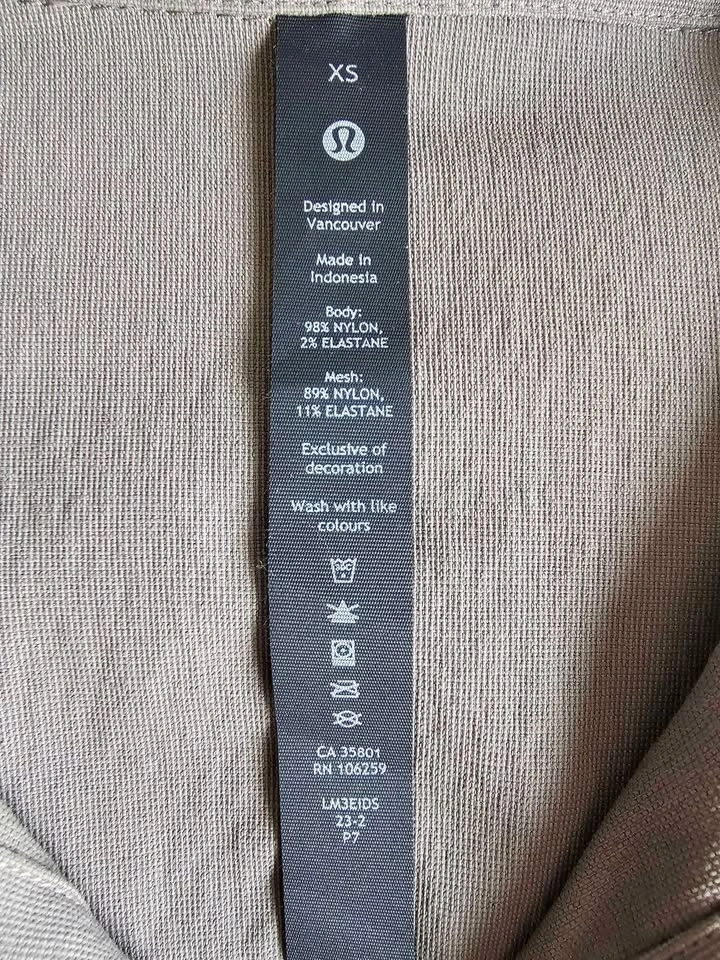 XS
Designed in
Vancouver
Made in
Indonesia
Body:
98% NYLON,
2% ELASTANE
Mesh:
89% NYLON,
11% ELASTANE
Exclusive of
decoration
Wash with like
colours
CA 35801
RN 106259
LM3EIDS
23-2
P7